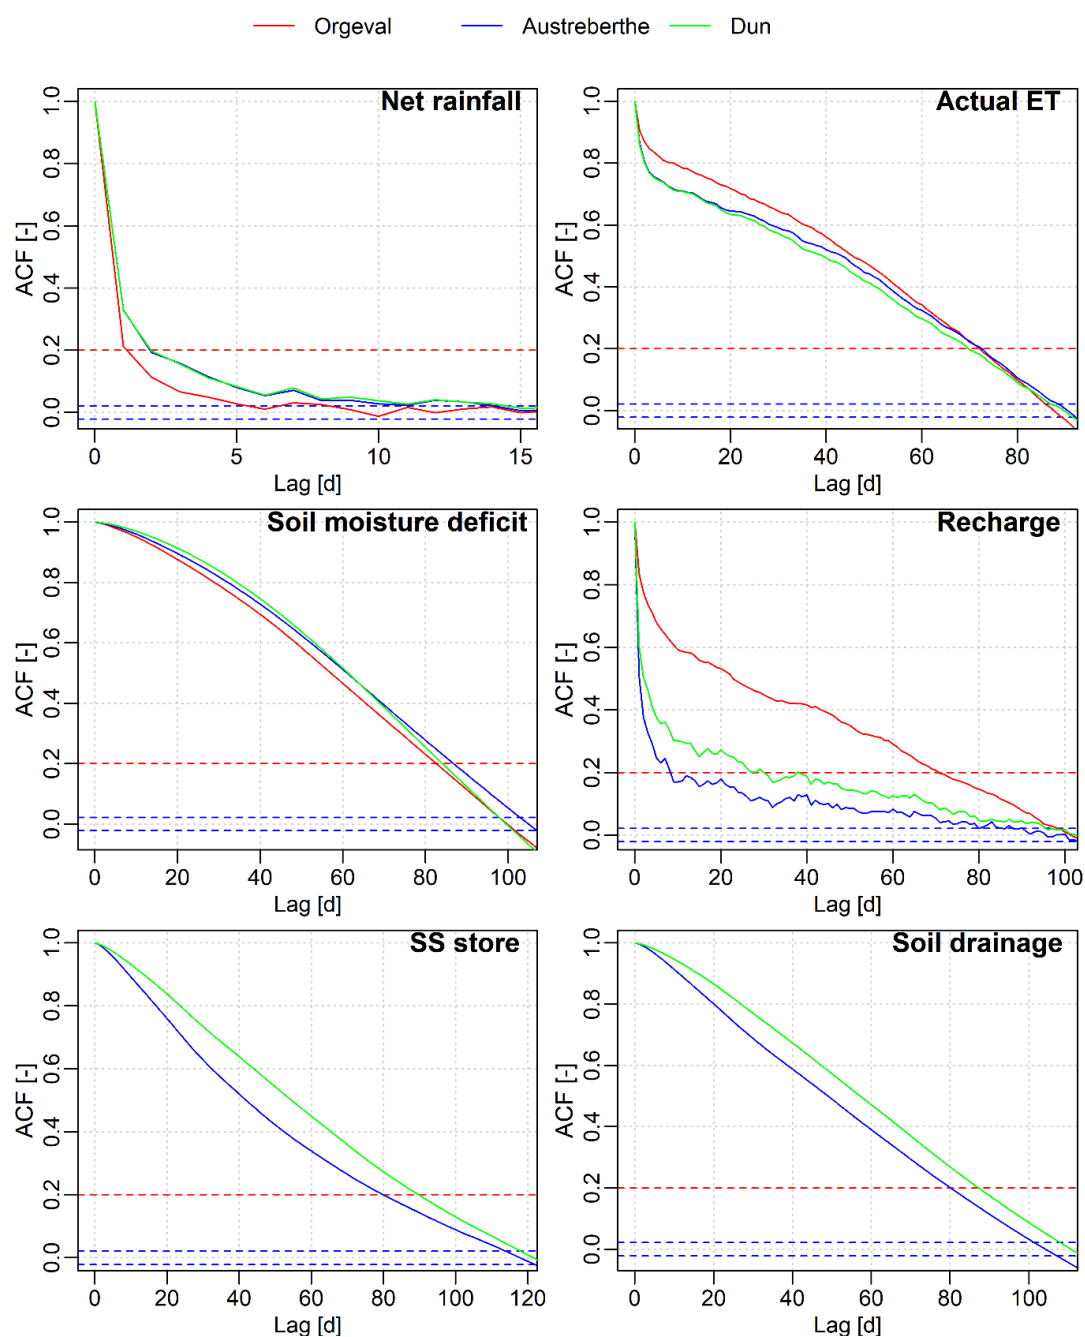 Orgeval Austreberthe Dun
Net rainfall
ACF [-]
0.0 0.2 0.4 0.6 0.8 1.0
0 5 10 15
Lag [d]
Actual ET
ACF [-]
0.0 0.2 0.4 0.6 0.8 1.0
0 20 40 60 80
Lag [d]
Soil moisture deficit
ACF [-]
0.0 0.2 0.4 0.6 0.8 1.0
0 20 40 60 80 100
Lag [d]
Recharge
ACF [-]
0.0 0.2 0.4 0.6 0.8 1.0
0 20 40 60 80 100
Lag [d]
SS store
ACF [-]
0.0 0.2 0.4 0.6 0.8 1.0
0 20 40 60 80 100 120
Lag [d]
Soil drainage
ACF [-]
0.0 0.2 0.4 0.6 0.8 1.0
0 20 40 60 80 100
Lag [d]